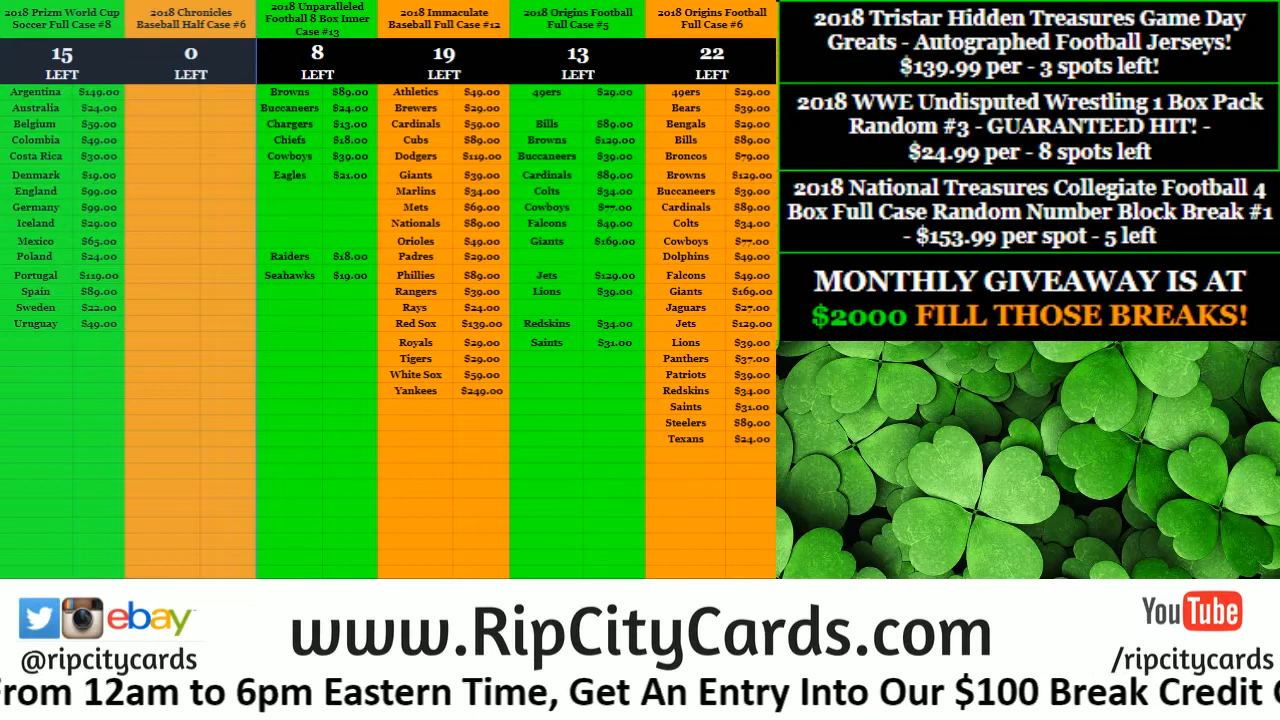 2018 Prizm World Cup
Soccer Full Case #8
15
LEFT
Argentina $149.00
Australia $24.00
Belgium $59.00
Colombia $49.00
Costa Rica $30.00
Denmark $19.00
England $99.00
Germany $99.00
Iceland $29.00
Mexico $65.00
Poland $24.00
Portugal $119.00
Spain $89.00
Sweden $22.00
Uruguay $49.00
2018 Chronicles
Baseball Half Case #6
0
LEFT
2018 Unparalleled
Football 8 Box Inner
Case #13
8
LEFT
Browns $89.00
Buccaneers $24.00
Chargers $13.00
Chiefs $18.00
Cowboys $39.00
Eagles $21.00
Raiders $18.00
Seahawks $19.00
2018 Immaculate
Baseball Full Case #12
19
LEFT
Athletics $49.00
Brewers $29.00
Cardinals $59.00
Cubs $89.00
Dodgers $119.00
Giants $39.00
Marlins $34.00
Mets $69.00
Nationals $89.00
Orioles $49.00
Padres $29.00
Phillies $89.00
Rangers $39.00
Rays $24.00
Red Sox $139.00
Royals $29.00
Tigers $29.00
White Sox $59.00
Yankees $249.00
2018 Origins Football
Full Case #5
13
LEFT
49ers $29.00
Bills $89.00
Browns $129.00
Buccaneers $39.00
Cardinals $89.00
Colts $34.00
Cowboys $77.00
Falcons $49.00
Giants $169.00
Jets $129.00
Lions $39.00
Redskins $34.00
Saints $31.00
2018 Origins Football
Full Case #6
22
LEFT
49ers $29.00
Bears $39.00
Bengals $29.00
Bills $89.00
Broncos $79.00
Browns $129.00
Buccaneers $39.00
Cardinals $89.00
Colts $34.00
Cowboys $77.00
Dolphins $49.00
Falcons $49.00
Giants $169.00
Jaguars $27.00
Jets $129.00
Lions $39.00
Panthers $37.00
Patriots $39.00
Redskins $34.00
Saints $31.00
Steelers $89.00
Texans $24.00
2018 Tristar Hidden Treasures Game Day
Greats - Autographed Football Jerseys!
$139.99 per - 3 spots left!
2018 WWE Undisputed Wrestling 1 Box Pack
Random #3 - GUARANTEED HIT! -
$24.99 per - 8 spots left
2018 National Treasures Collegiate Football 4
Box Full Case Random Number Block Break #1
- $153.99 per spot - 5 left
MONTHLY GIVEAWAY IS AT
$2000 FILL THOSE BREAKS!
ebay
@ripcitycards
www.RipCityCards.com
YouTube
/ripcitycards
From 12am to 6pm Eastern Time, Get An Entry Into Our $100 Break Credit